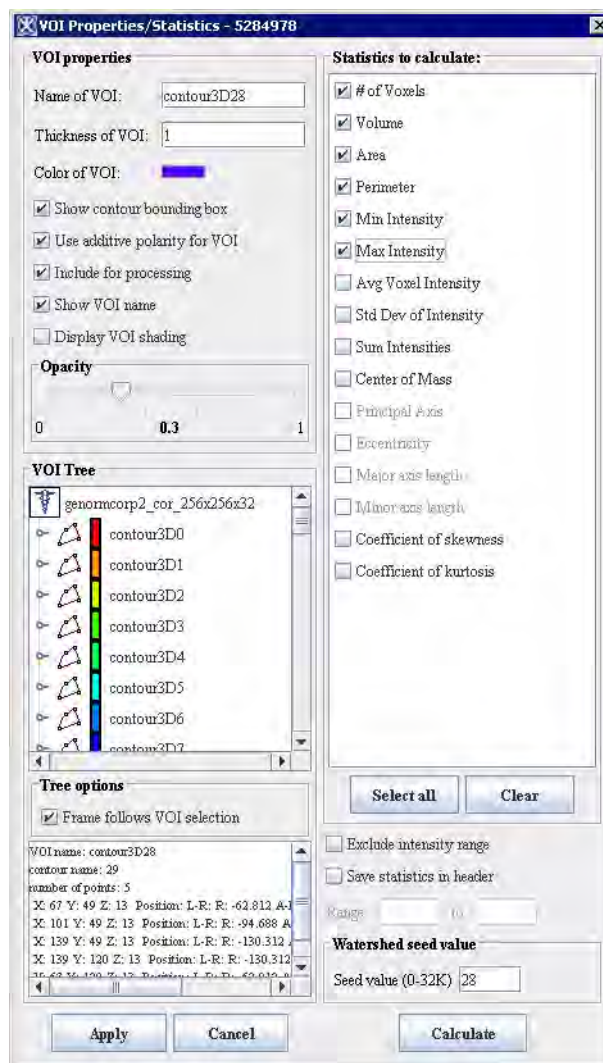 VOI Properties/Statistics - 5284978
VOI properties
Name of VOI: contour3D28
Thickness of VOI: 1
Color of VOI:
Show contour bounding box
Use additive polarity for VOI
Include for processing
Show VOI name
Display VOI shading
Opacity
0 0.3 1
VOI Tree
genormcorp2_cor_256x256x32
contour3D0
contour3D1
contour3D2
contour3D3
contour3D4
contour3D5
contour3D6
contour3D7
Tree options
Frame follows VOI selection
VOI name: contour3D28
contour name: 29
number of points: 5
X: 67 Y: 49 Z: 13 Position: L-R: R: -62.812 A-
X: 101 Y: 49 Z: 13 Position: L-R: R: -94.688 A
X: 139 Y: 49 Z: 13 Position: L-R: R: -130.312
X: 139 Y: 120 Z: 13 Position: L-R: R: -130.312
Apply
Cancel
Statistics to calculate:
# of Voxels
Volume
Area
Perimeter
Min Intensity
Max Intensity
Avg Voxel Intensity
Std Dev of Intensity
Sum Intensities
Center of Mass
Principal Axis
Eccentricity
Major axis length
Minor axis length
Coefficient of skewness
Coefficient of kurtosis
Select all
Clear
Exclude intensity range
Save statistics in header
Range to
Watershed seed value
Seed value (0-32K) 28
Calculate